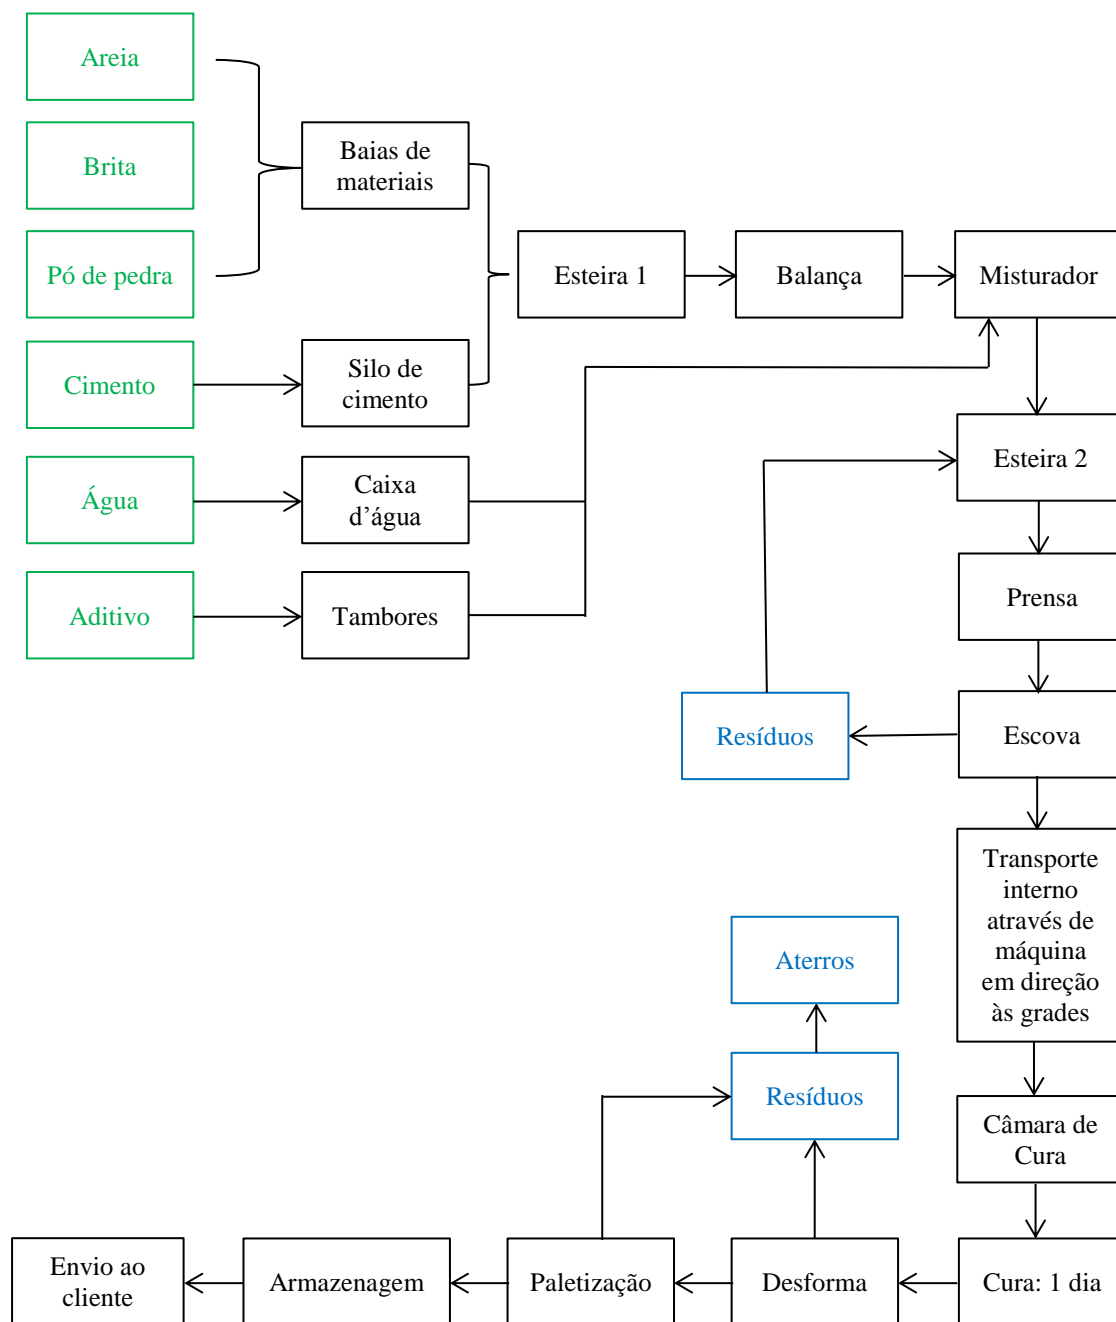 Areia
Brita
Pó de pedra
Cimento
Água
Aditivo
Baias de
materiais
Silo de
cimento
Caixa
d’água
Tambores
Esteira 1
Balança
Misturador
Esteira 2
Prensa
Escova
Resíduos
Transporte
interno
através de
máquina
em direção
às grades
Câmara de
Cura
Cura: 1 dia
Desforma
Resíduos
Aterros
Paletização
Armazenagem
Envio ao
cliente